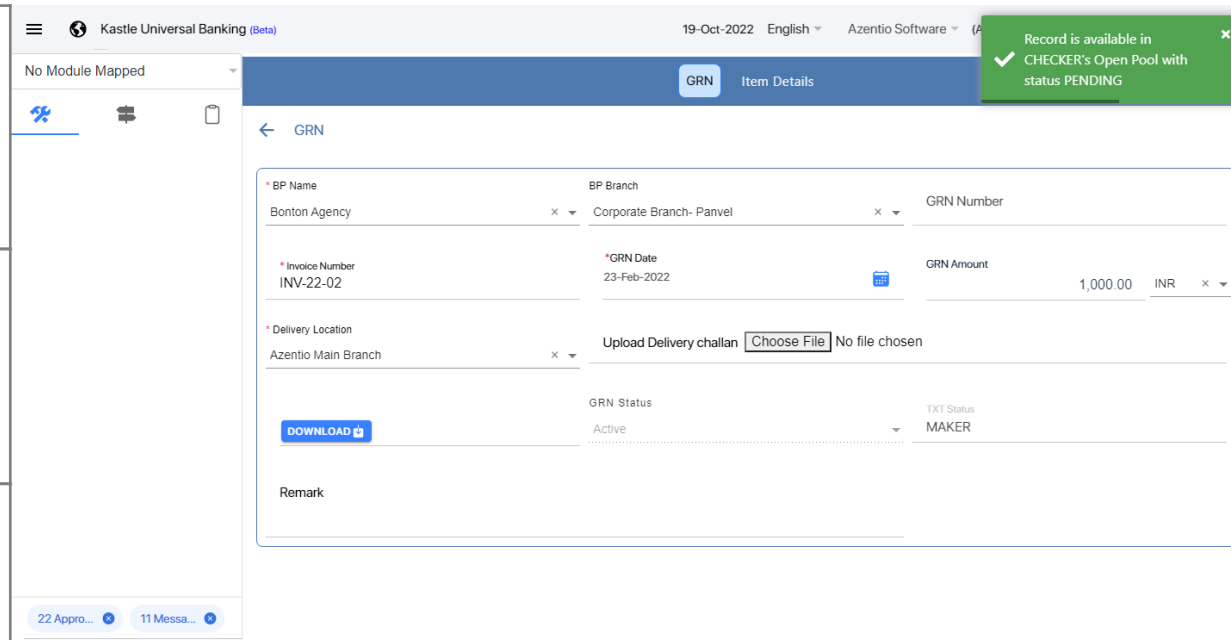 Kastle Universal Banking (Beta)
19-Oct-2022 English Azentio Software
Record is available in
CHECKER's Open Pool with
status PENDING
No Module Mapped
GRN Item Details
GRN
* BP Name
Bonton Agency
BP Branch
Corporate Branch- Panvel
GRN Number
* Invoice Number
INV-22-02
*GRN Date
23-Feb-2022
GRN Amount
1,000.00 INR
* Delivery Location
Azentio Main Branch
Upload Delivery challan Choose File No file chosen
DOWNLOAD
GRN Status
Active
TXT Status
MAKER
Remark
22 Appro... 11 Messa...